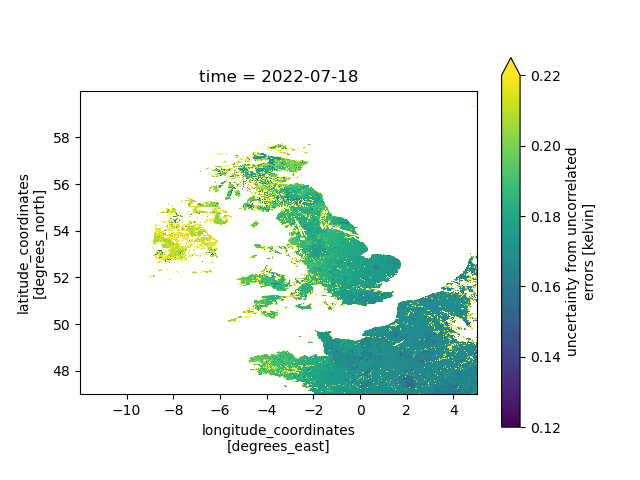 time = 2022-07-18
58
56
54
52
50
48
latitude_coordinates
[degrees_north]
−10
−8
−6
−4
−2
0
2
4
longitude_coordinates
[degrees_east]
0.22
0.20
0.18
0.16
0.14
0.12
uncertainty from uncorrelated
errors [kelvin]